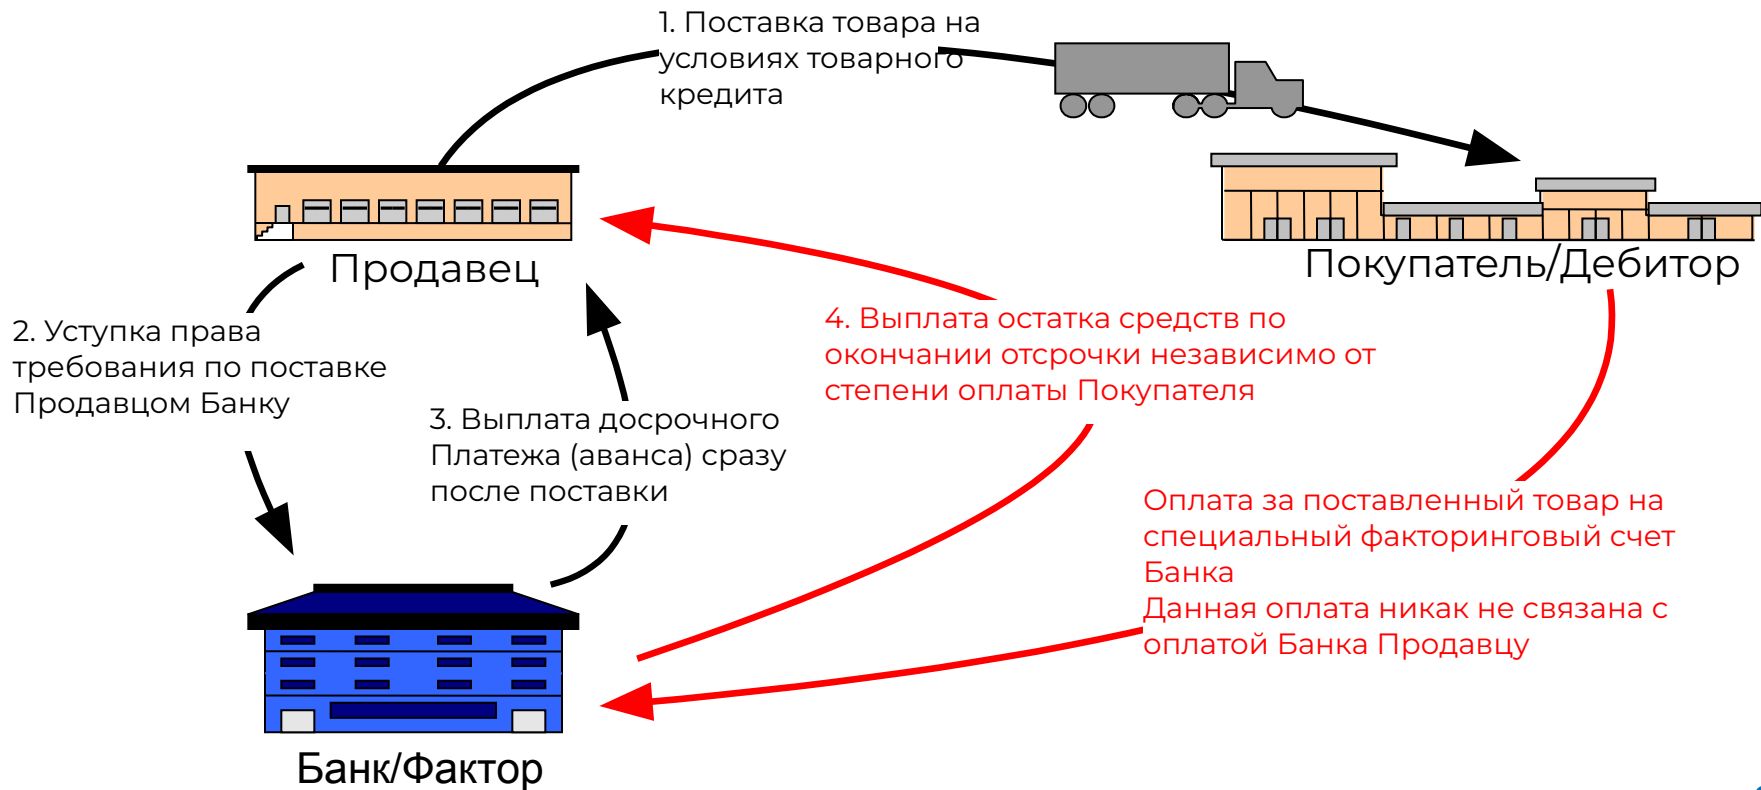 1. Поставка товара на
условиях товарного
кредита
Продавец
Покупатель/Дебитор
2. Уступка права
требования по поставке
Продавцом Банку
3. Выплата досрочного
Платежа (аванса) сразу
после поставки
4. Выплата остатка средств по
окончании отсрочки независимо от
степени оплаты Покупателя
Оплата за поставленный товар на
специальный факторинговый счет
Банка
Данная оплата никак не связана с
оплатой Банка Продавцу
Банк/Фактор